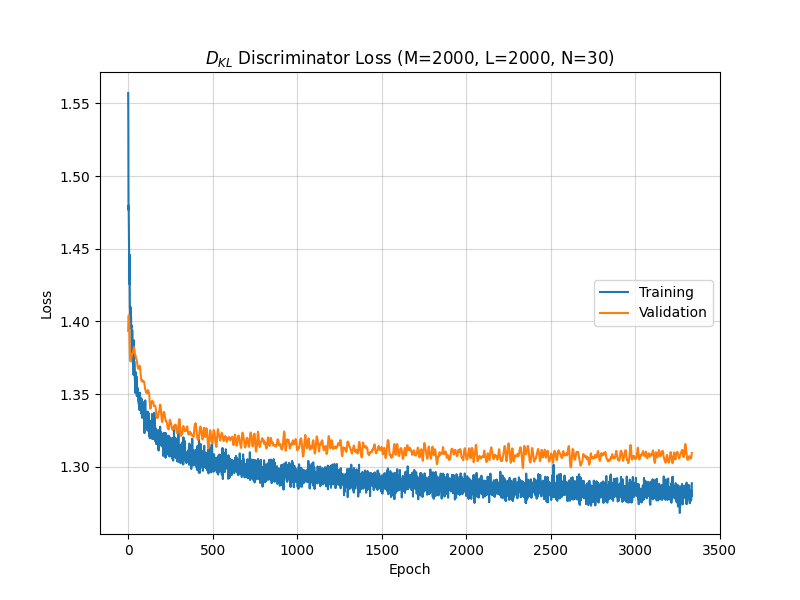 D_KL Discriminator Loss (M=2000, L=2000, N=30)
Loss
1.55
1.50
1.45
1.40
1.35
1.30
Training
Validation
0 500 1000 1500 2000 2500 3000 3500
Epoch